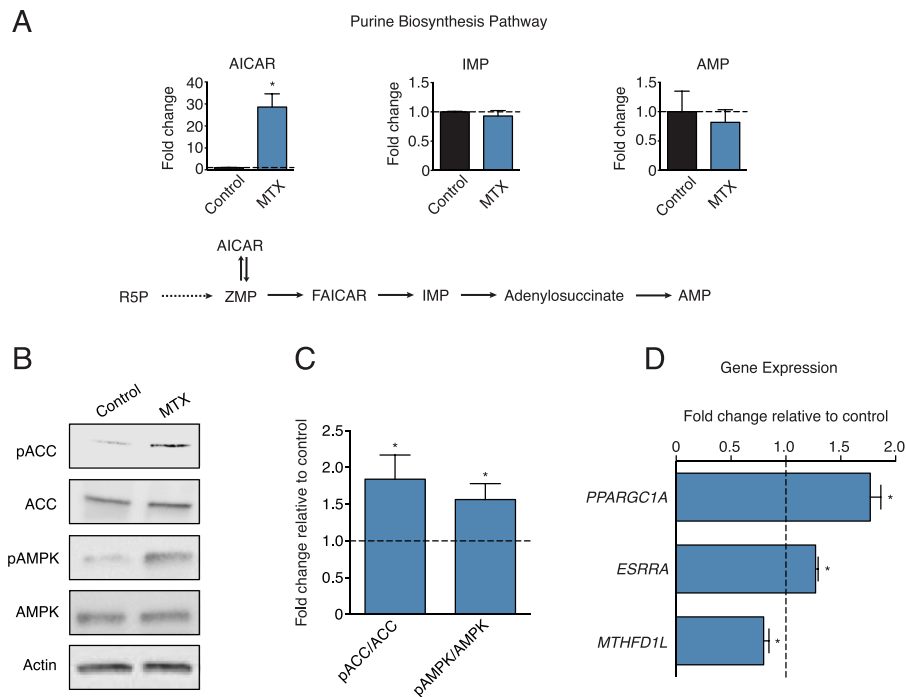 A
Purine Biosynthesis Pathway
AICAR
Fold change
40
30
20
10
0
*
Control
MTX
IMP
Fold change
1.5
1.0
0.5
0
Control
MTX
AMP
Fold change
1.5
1.0
0.5
0
Control
MTX
AICAR
R5P
ZMP
FAICAR
IMP
Adenylosuccinate
AMP
B
Control
MTX
pACC
ACC
pAMPK
AMPK
Actin
C
Fold change relative to control
2.5
2.0
1.5
1.0
0.5
0
*
*
pACC/ACC
pAMPK/AMPK
D
Gene Expression
Fold change relative to control
0 0.5 1.0 1.5 2.0
PPARGC1A *
ESRRA *
MTHFD1L *